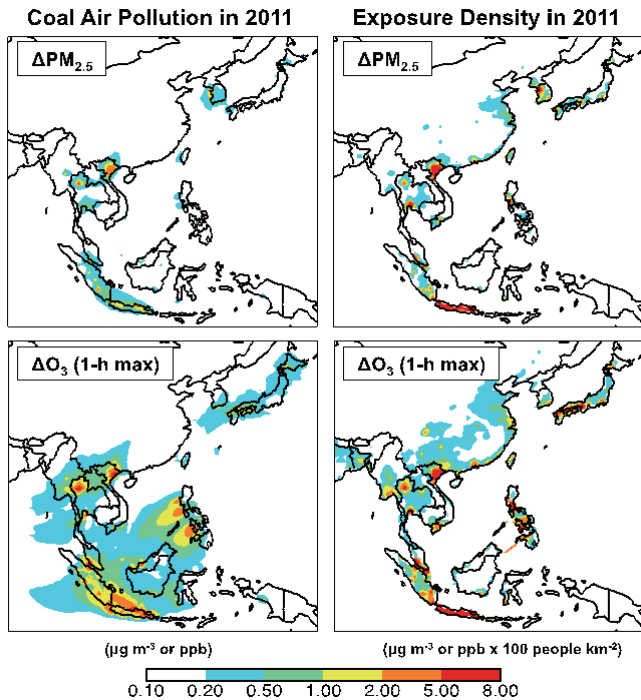 Coal Air Pollution in 2011
Exposure Density in 2011
ΔPM2.5
ΔPM2.5
ΔO3 (1-h max)
ΔO3 (1-h max)
(μg m-3 or ppb)
(μg m-3 or ppb x 100 people km-2)
0.10 0.20 0.50 1.00 2.00 5.00 8.00